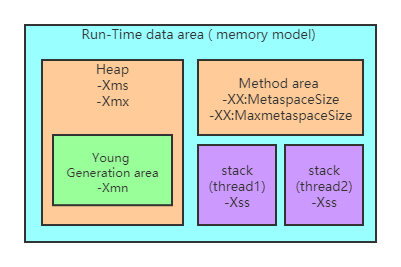 Run-Time data area ( memory model)
Heap
-Xms
-Xmx
Young
Generation area
-Xmn
Method area
-XX:MetaspaceSize
-XX:MaxmetaspaceSize
stack
(thread1)
-Xss
stack
(thread2)
-Xss